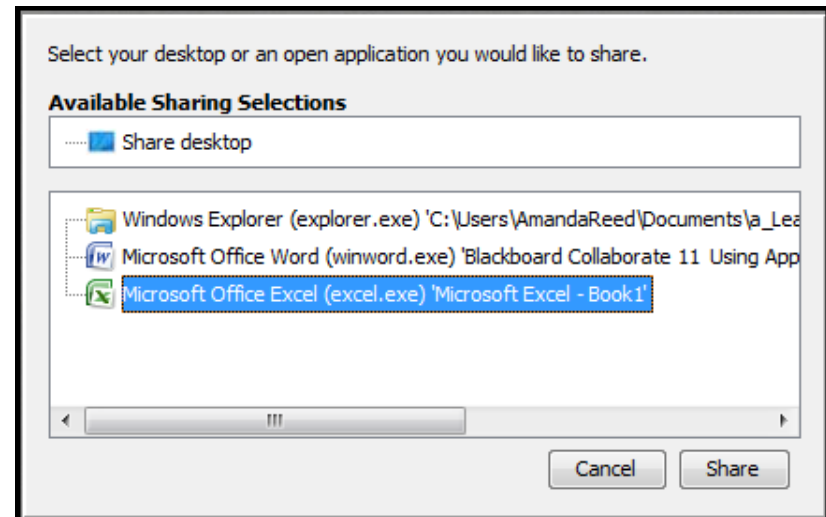 Select your desktop or an open application you would like to share.
Available Sharing Selections
Share desktop
Windows Explorer (explorer.exe) 'C:\Users\AmandaReed\Documents\a_Lea
Microsoft Office Word (winword.exe) 'Blackboard Collaborate 11 Using App
Microsoft Office Excel (excel.exe) 'Microsoft Excel - Book1'
Cancel Share